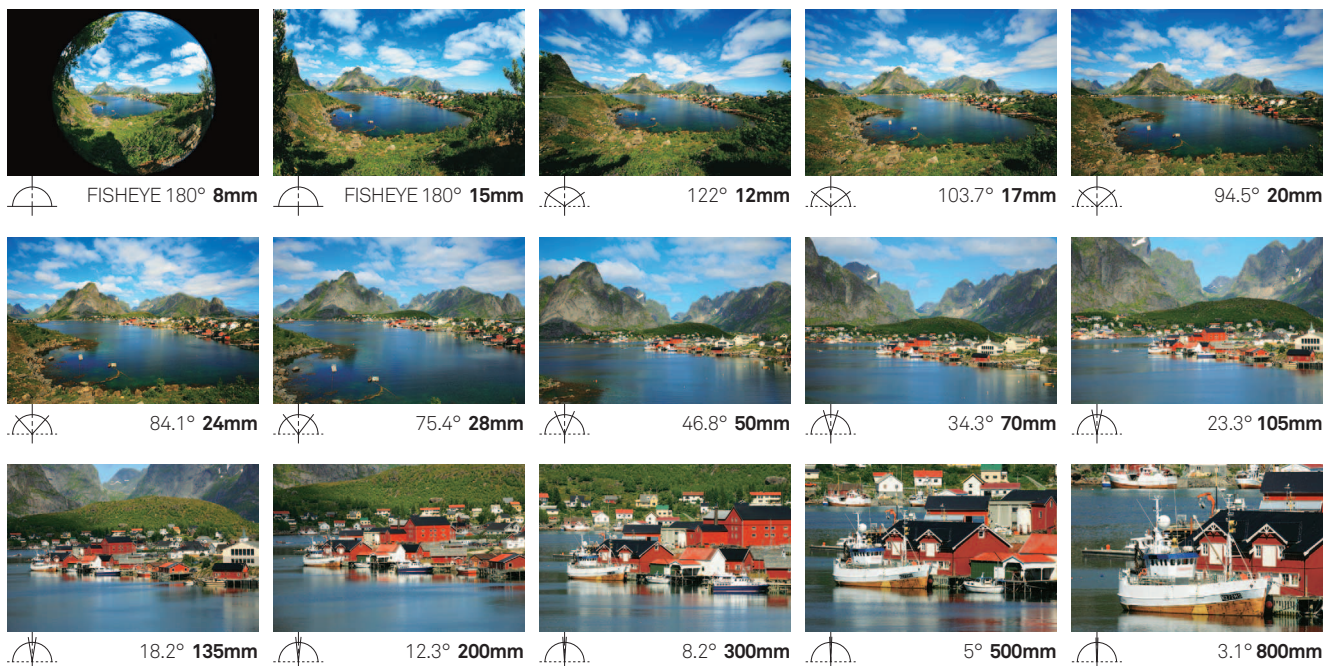 FISHEYE 180° 8mm
FISHEYE 180° 15mm
122° 12mm
103.7° 17mm
94.5° 20mm
84.1° 24mm
75.4° 28mm
46.8° 50mm
34.3° 70mm
23.3° 105mm
18.2° 135mm
12.3° 200mm
8.2° 300mm
5° 500mm
3.1° 800mm